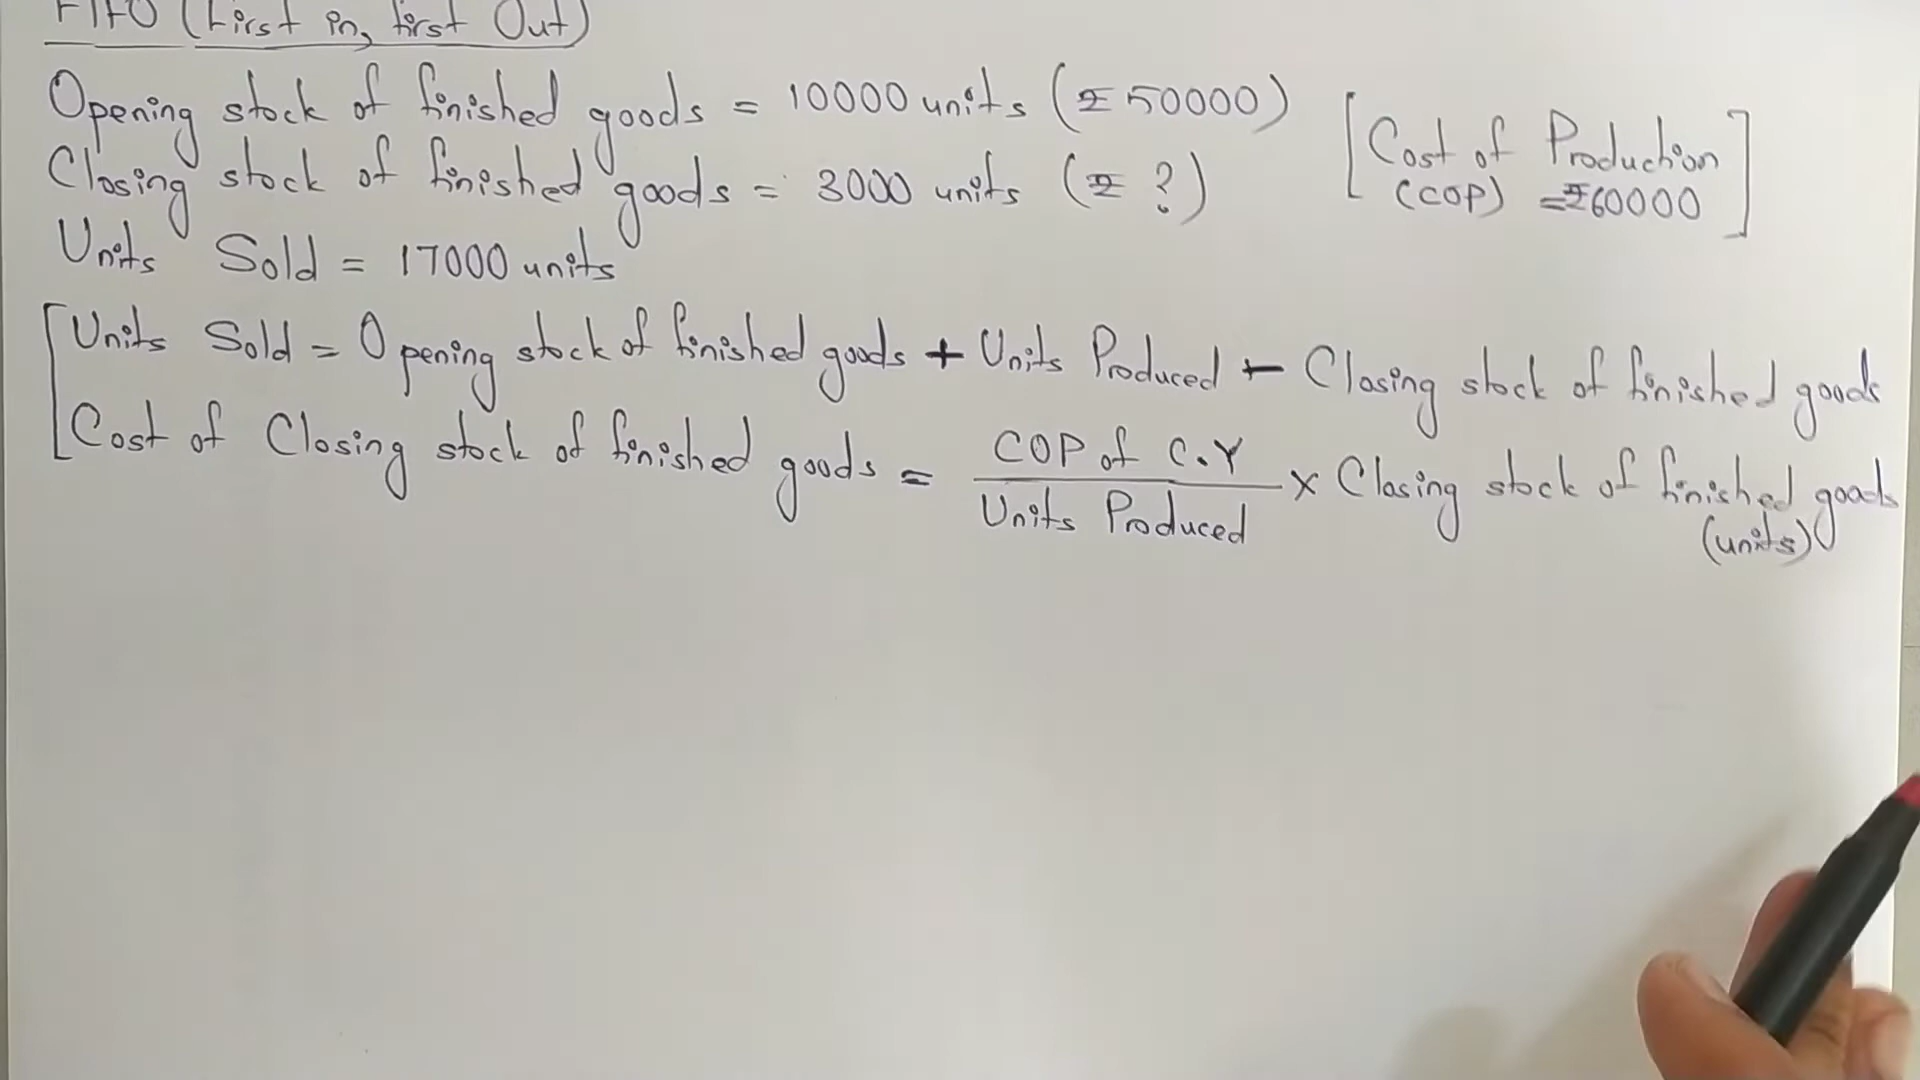 FIFO (First in, first Out)
Opening stock of finished goods = 10000 units (₹ 50000)
Closing stock of finished goods = 3000 units (₹ ?)
[Cost of Production
(COP) = ₹60000]
Units Sold = 17000 units
[Units Sold = Opening stock of finished goods + Units Produced - Closing stock of finished goods
Cost of Closing stock of finished goods = COP of C.Y / Units Produced × Closing stock of finished goods
(units)